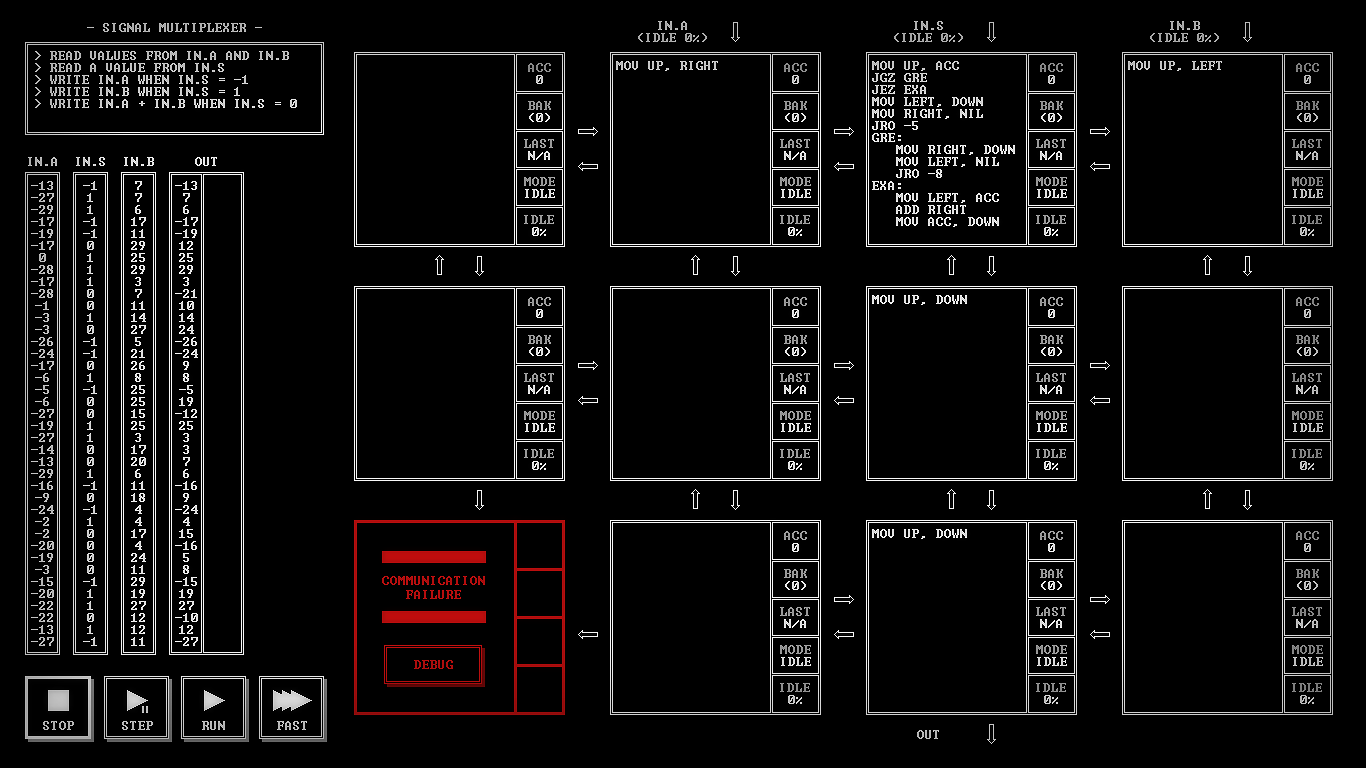 - SIGNAL MULTIPLEXER -
> READ VALUES FROM IN.A AND IN.B
> READ A VALUE FROM IN.S
> WRITE IN.A WHEN IN.S = -1
> WRITE IN.B WHEN IN.S = 1
> WRITE IN.A + IN.B WHEN IN.S = 0
IN.A IN.S IN.B OUT
-13 -1 7 -13
-27 1 7 7
-29 1 6 6
-17 -1 17 -17
-19 -1 11 -19
-17 0 29 12
0 1 25 25
-28 1 29 29
-17 1 3 3
-28 0 7 -21
-1 0 11 10
-3 1 14 14
-3 0 27 24
-26 -1 5 -26
-24 -1 21 -24
-17 0 26 9
-6 1 8 8
-5 -1 25 -5
-6 0 25 19
-27 0 15 -12
-19 1 25 25
-27 1 3 3
-14 0 17 3
-13 0 20 7
-29 1 6 6
-16 -1 11 -16
-9 0 18 9
-24 -1 4 -24
-2 1 4 4
-2 0 17 15
-20 0 4 -16
-19 0 24 5
-3 0 11 8
-15 -1 29 -15
-20 1 19 19
-22 1 27 27
-22 0 12 -10
-13 1 12 12
-27 -1 11 -27
STOP
STEP
RUN
FAST
IN.A
(IDLE 0%)
IN.S
(IDLE 0%)
IN.B
(IDLE 0%)
ACC
0
BAK
(0)
LAST
N/A
MODE
IDLE
IDLE
0%
MOV UP, RIGHT
ACC
0
BAK
(0)
LAST
N/A
MODE
IDLE
IDLE
0%
MOV UP, ACC
JGZ GRE
JEZ EXA
MOV LEFT, DOWN
MOV RIGHT, NIL
JRO -5
GRE:
MOV RIGHT, DOWN
MOV LEFT, NIL
JRO -8
EXA:
MOV LEFT, ACC
ADD RIGHT
MOV ACC, DOWN
ACC
0
BAK
(0)
LAST
N/A
MODE
IDLE
IDLE
0%
MOV UP, LEFT
ACC
0
BAK
(0)
LAST
N/A
MODE
IDLE
IDLE
0%
ACC
0
BAK
(0)
LAST
N/A
MODE
IDLE
IDLE
0%
ACC
0
BAK
(0)
LAST
N/A
MODE
IDLE
IDLE
0%
MOV UP, DOWN
ACC
0
BAK
(0)
LAST
N/A
MODE
IDLE
IDLE
0%
ACC
0
BAK
(0)
LAST
N/A
MODE
IDLE
IDLE
0%
COMMUNICATION
FAILURE
DEBUG
ACC
0
BAK
(0)
LAST
N/A
MODE
IDLE
IDLE
0%
MOV UP, DOWN
ACC
0
BAK
(0)
LAST
N/A
MODE
IDLE
IDLE
0%
ACC
0
BAK
(0)
LAST
N/A
MODE
IDLE
IDLE
0%
OUT